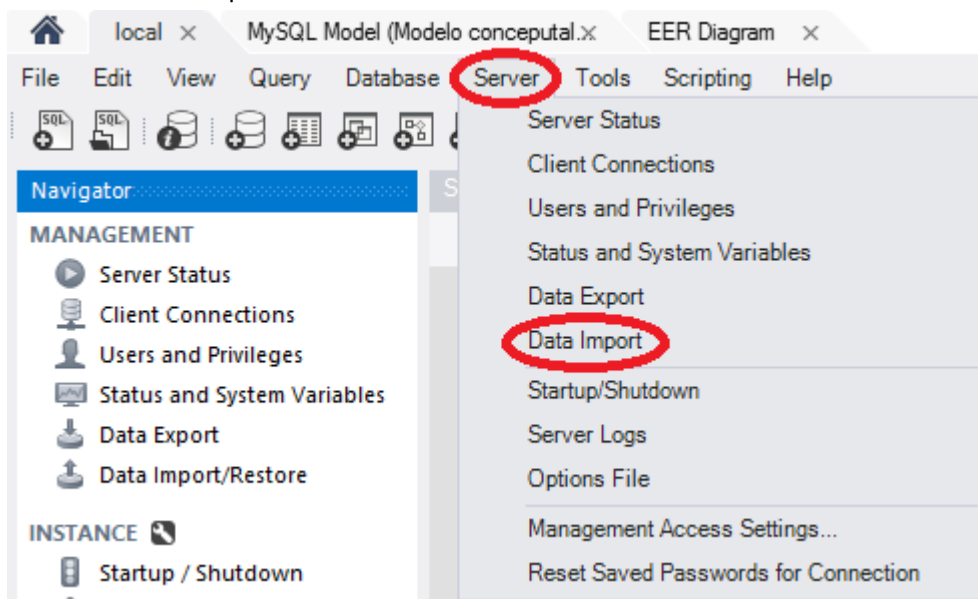 local × MySQL Model (Modelo conceputal.× EER Diagram ×
File Edit View Query Database Server Tools Scripting Help
SQL SQL
Navigator
MANAGEMENT
Server Status
Client Connections
Users and Privileges
Status and System Variables
Data Export
Data Import/Restore
INSTANCE
Startup / Shutdown
Server Status
Client Connections
Users and Privileges
Status and System Variables
Data Export
Data Import
Startup/Shutdown
Server Logs
Options File
Management Access Settings...
Reset Saved Passwords for Connection